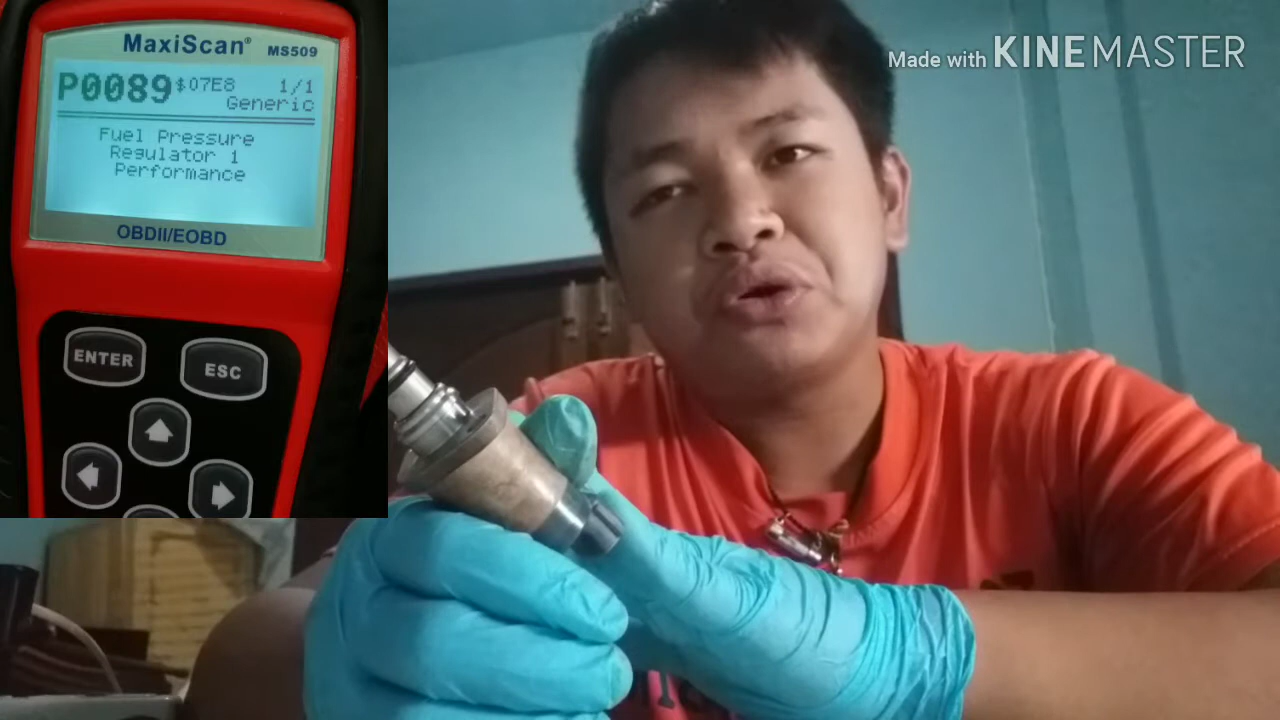 MaxiScan® MS509
P0089 $07E8 1/1
Generic
Fuel Pressure
Regulator 1
Performance
OBDII/EOBD
ENTER
ESC
Made with KINEMASTER